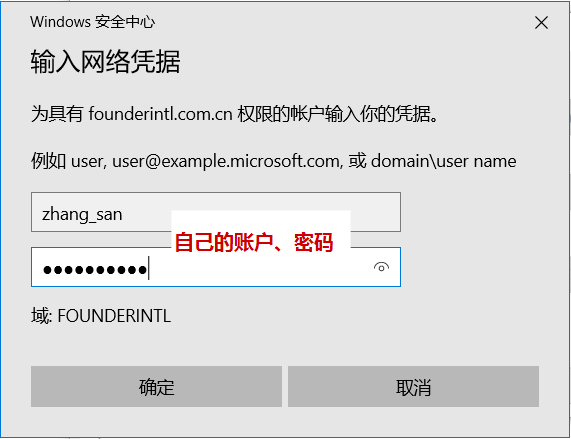 Windows 安全中心
输入网络凭据
为具有 founderintl.com.cn 权限的帐户输入你的凭据。
例如 user, user@example.microsoft.com, 或 domain\user name
zhang_san
自己的账户、密码
●●●●●●●●●●
域: FOUNDERINTL
确定
取消